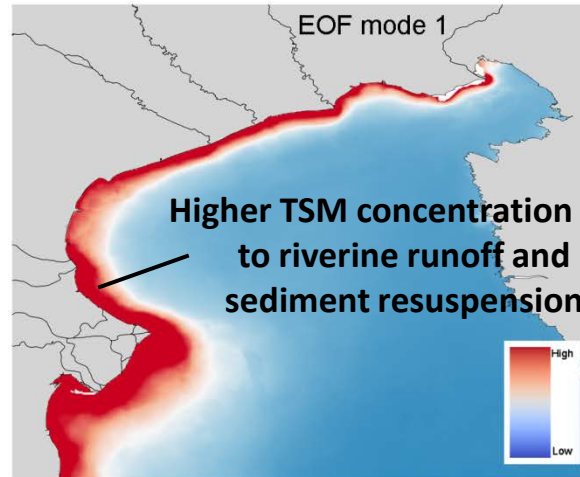 EOF mode 1
Higher TSM concentration
to riverine runoff and
sediment resuspension
High
Low